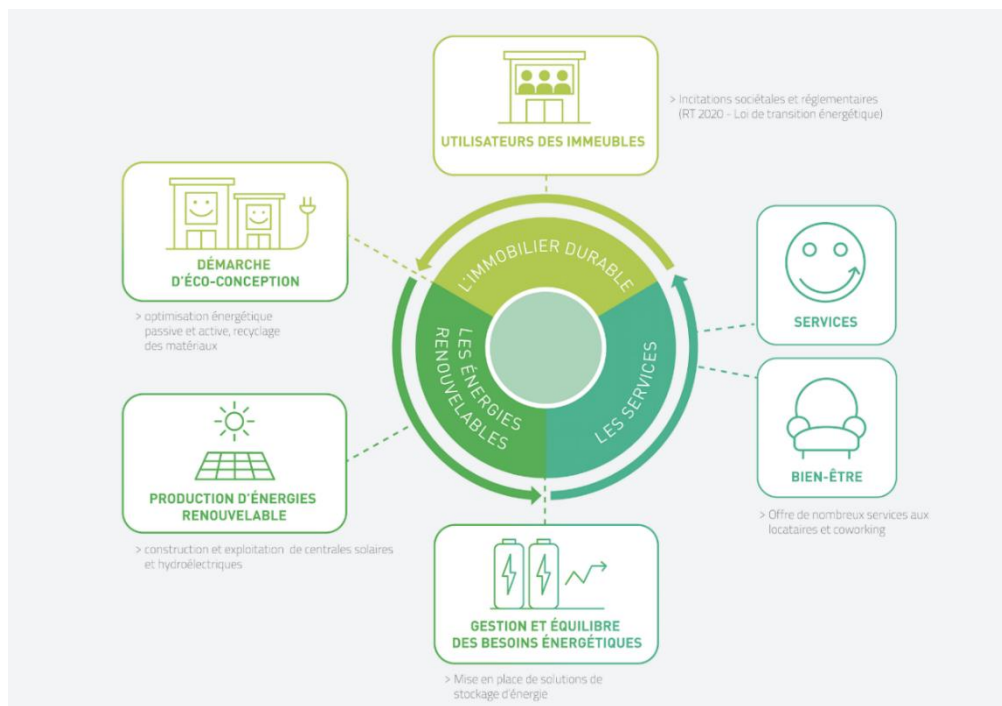 UTILISATEURS DES IMMEUBLES
> Incitations sociétales et réglementaires
(RT 2020 - Loi de transition énergétique)
DÉMARCHE
D'ÉCO-CONCEPTION
> optimisation énergétique
passive et active, recyclage
des matériaux
L'IMMOBILIER DURABLE
LES ÉNERGIES
RENOUVELABLES
LES SERVICES
SERVICES
BIEN-ÊTRE
> Offre de nombreux services aux
locataires et coworking
PRODUCTION D'ÉNERGIES
RENOUVELABLE
> construction et exploitation de centrales solaires
et hydroélectriques
GESTION ET ÉQUILIBRE
DES BESOINS ÉNERGÉTIQUES
> Mise en place de solutions de
stockage d'énergie